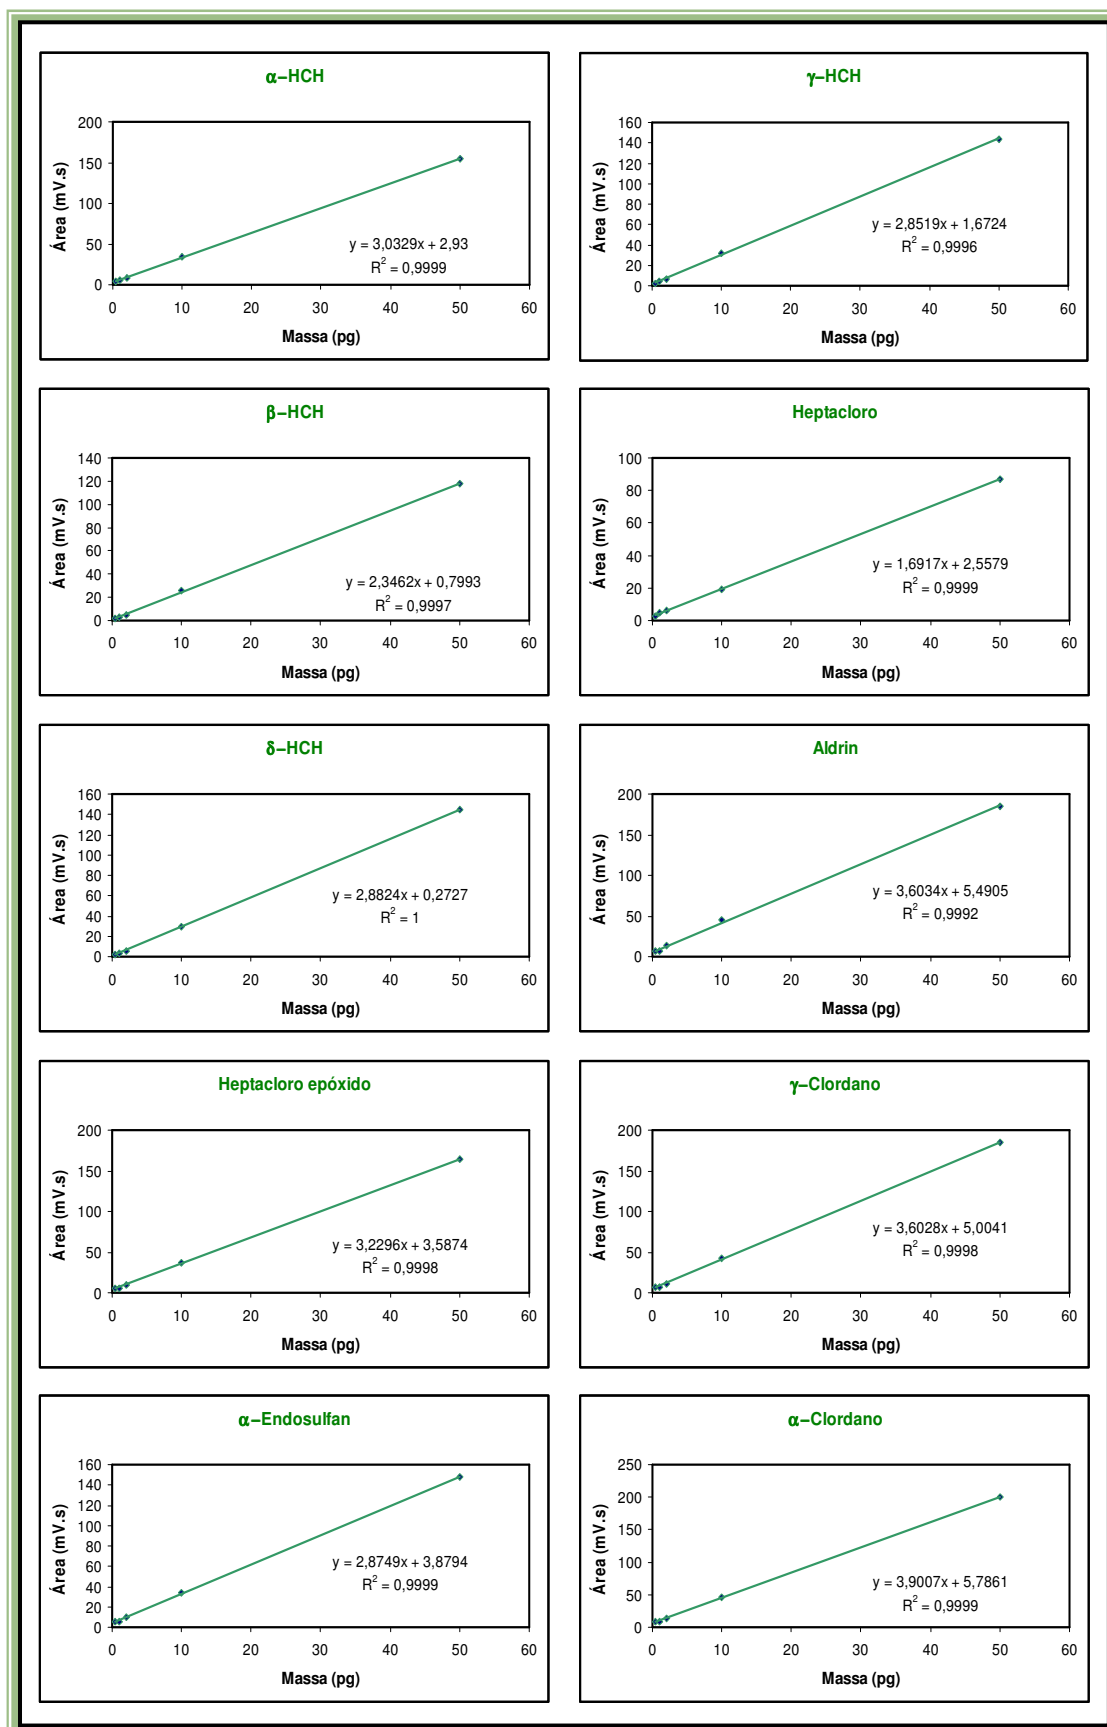 α–HCH
200
150
100
50
0
0 10 20 30 40 50 60
Área (mV.s)
Massa (pg)
y = 3,0329x + 2,93
R² = 0,9999
γ–HCH
160
140
120
100
80
60
40
20
0
0 10 20 30 40 50 60
Área (mV.s)
Massa (pg)
y = 2,8519x + 1,6724
R² = 0,9996
β–HCH
140
120
100
80
60
40
20
0
0 10 20 30 40 50 60
Área (mV.s)
Massa (pg)
y = 2,3462x + 0,7993
R² = 0,9997
Heptacloro
100
80
60
40
20
0
0 10 20 30 40 50 60
Área (mV.s)
Massa (pg)
y = 1,6917x + 2,5579
R² = 0,9999
δ–HCH
160
140
120
100
80
60
40
20
0
0 10 20 30 40 50 60
Área (mV.s)
Massa (pg)
y = 2,8824x + 0,2727
R² = 1
Aldrin
200
150
100
50
0
0 10 20 30 40 50 60
Área (mV.s)
Massa (pg)
y = 3,6034x + 5,4905
R² = 0,9992
Heptacloro epóxido
200
150
100
50
0
0 10 20 30 40 50 60
Área (mV.s)
Massa (pg)
y = 3,2296x + 3,5874
R² = 0,9998
γ–Clordano
200
150
100
50
0
0 10 20 30 40 50 60
Área (mV.s)
Massa (pg)
y = 3,6028x + 5,0041
R² = 0,9998
α–Endosulfan
160
140
120
100
80
60
40
20
0
0 10 20 30 40 50 60
Área (mV.s)
Massa (pg)
y = 2,8749x + 3,8794
R² = 0,9999
α–Clordano
250
200
150
100
50
0
0 10 20 30 40 50 60
Área (mV.s)
Massa (pg)
y = 3,9007x + 5,7861
R² = 0,9999